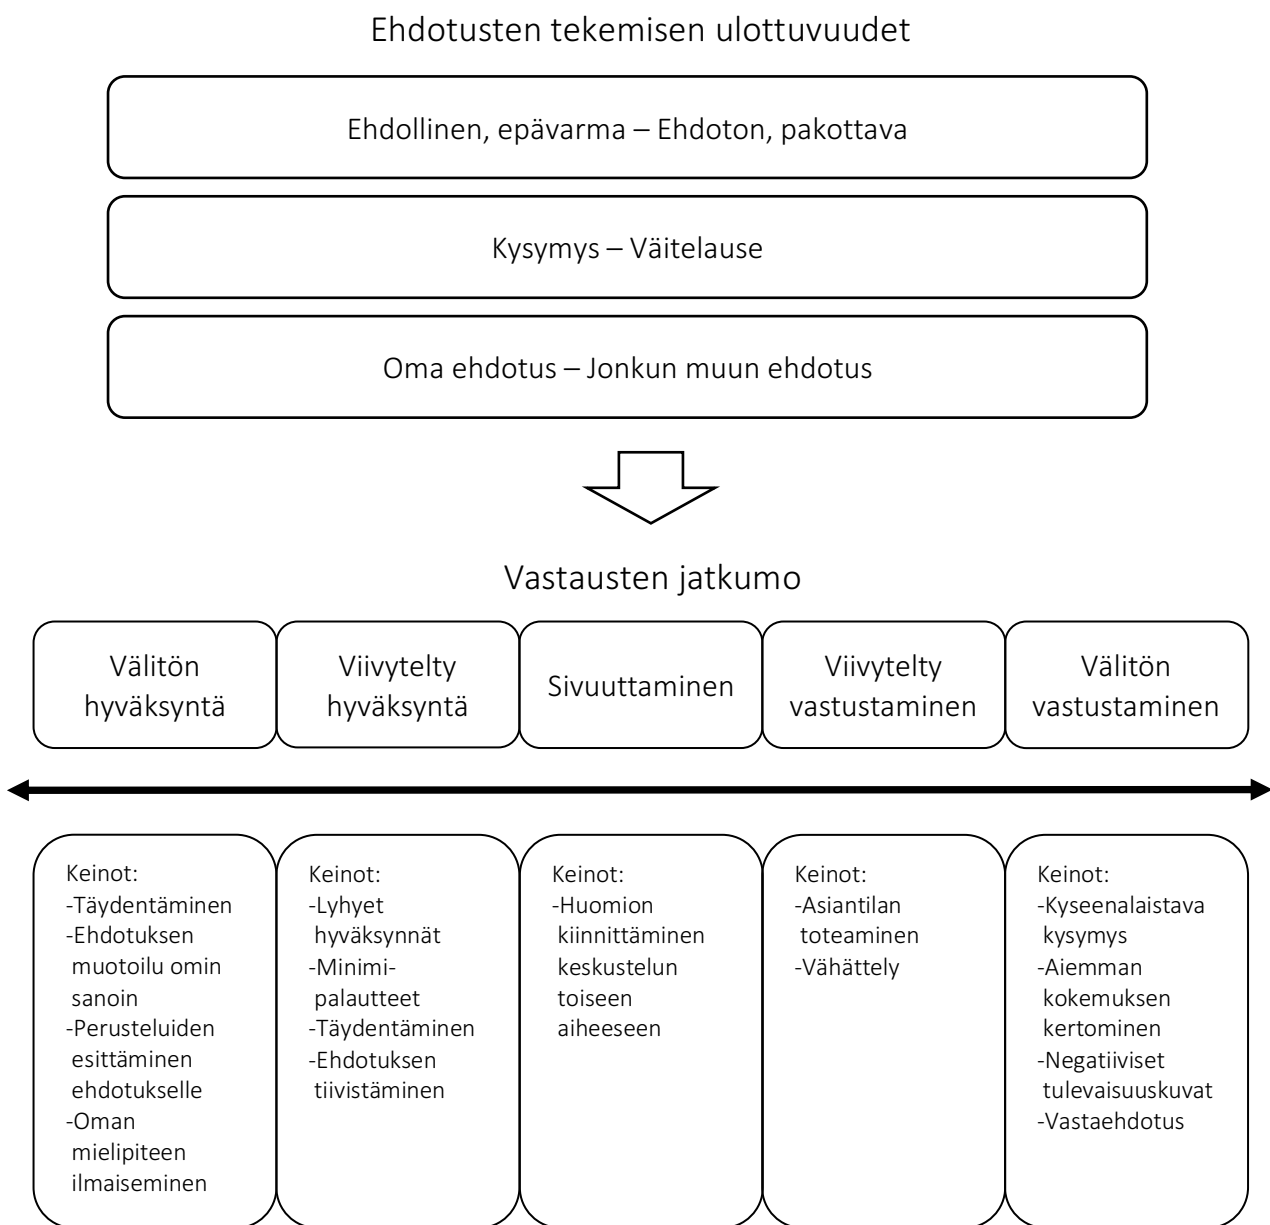 Ehdotusten tekemisen ulottuvuudet
Ehdollinen, epävarma – Ehdoton, pakottava
Kysymys – Väitelause
Oma ehdotus – Jonkun muun ehdotus
Vastausten jatkumo
Välitön
hyväksyntä
Viivytelty
hyväksyntä
Sivuuttaminen
Viivytelty
vastustaminen
Välitön
vastustaminen
Keinot:
-Täydentäminen
-Ehdotuksen
muotoilu omin
sanoin
-Perusteluiden
esittäminen
ehdotukselle
-Oman
mielipiteen
ilmaiseminen
Keinot:
-Lyhyet
hyväksynnät
-Minimi-
palautteet
-Täydentäminen
-Ehdotuksen
tiivistäminen
Keinot:
-Huomion
kiinnittäminen
keskustelun
toiseen
aiheeseen
Keinot:
-Asiantilan
toteaminen
-Vähättely
Keinot:
-Kyseenalaistava
kysymys
-Aiemman
kokemuksen
kertominen
-Negatiiviset
tulevaisuuskuvat
-Vastaehdotus